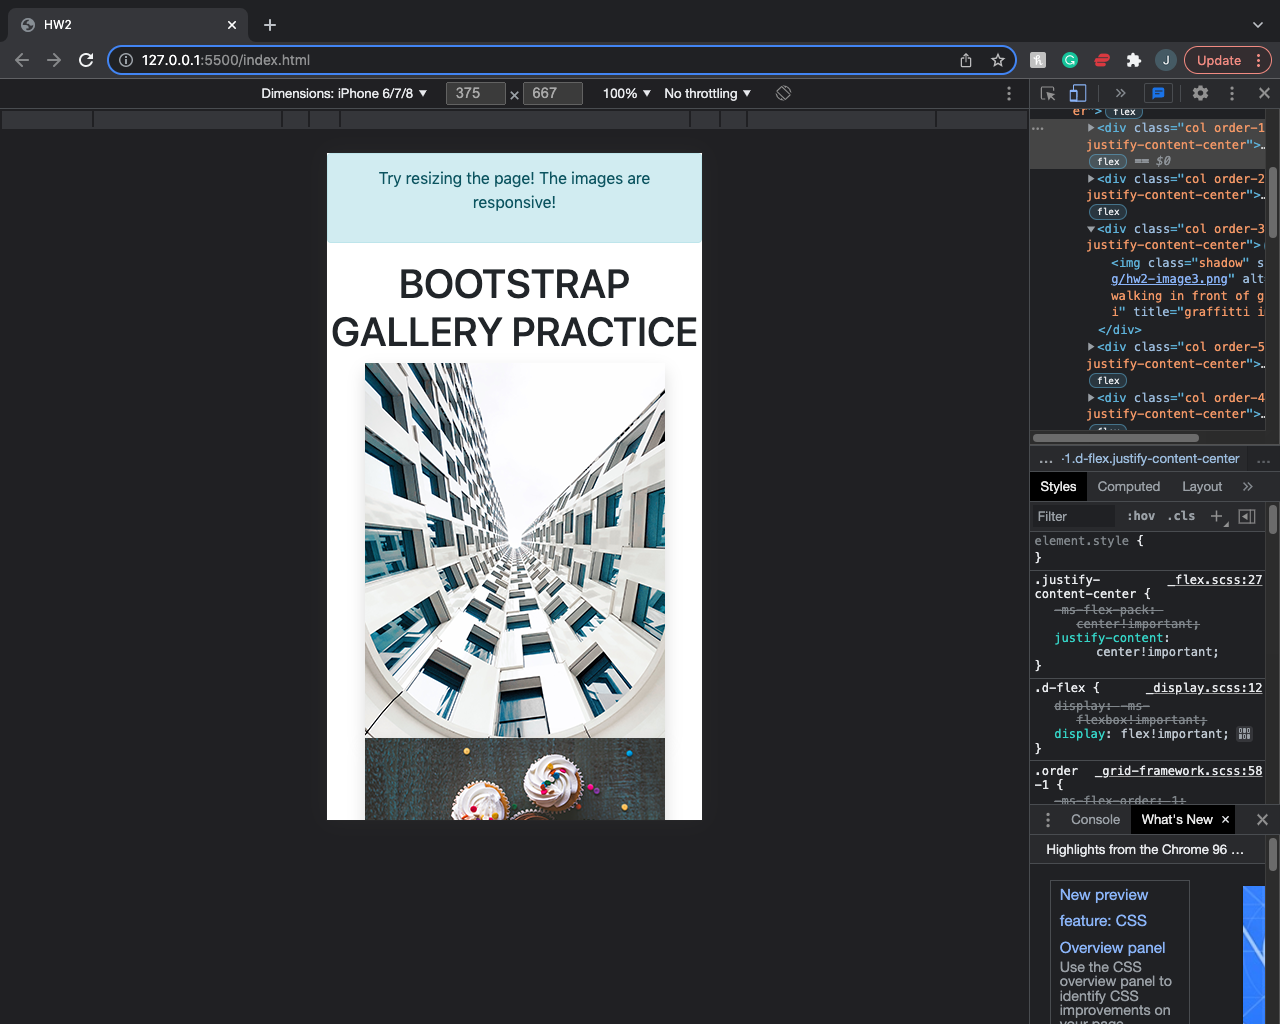 HW2
127.0.0.1:5500/index.html
J
Update
Dimensions: iPhone 6/7/8
375
×
667
100%
No throttling
Try resizing the page! The images are
responsive!
BOOTSTRAP
GALLERY PRACTICE
er"> flex
<div class="col order-1
justify-content-center">…
flex == $0
<div class="col order-2
justify-content-center">…
flex
<div class="col order-3
justify-content-center">
<img class="shadow" s
g/hw2-image3.png" alt
walking in front of g
i" title="graffitti i
</div>
<div class="col order-5
justify-content-center">…
flex
<div class="col order-4
justify-content-center">…
… ·1.d-flex.justify-content-center …
Styles Computed Layout »
Filter :hov .cls +
element.style {
}
.justify- _flex.scss:27
content-center {
-ms-flex-pack:
center!important;
justify-content:
center!important;
}
.d-flex { _display.scss:12
display: -ms-
flexbox!important;
display: flex!important;
}
.order _grid-framework.scss:58
-1 {
-ms-flex-order: 1;
Console What's New ×
Highlights from the Chrome 96 …
New preview
feature: CSS
Overview panel
Use the CSS
overview panel to
identify CSS
improvements on
your page.